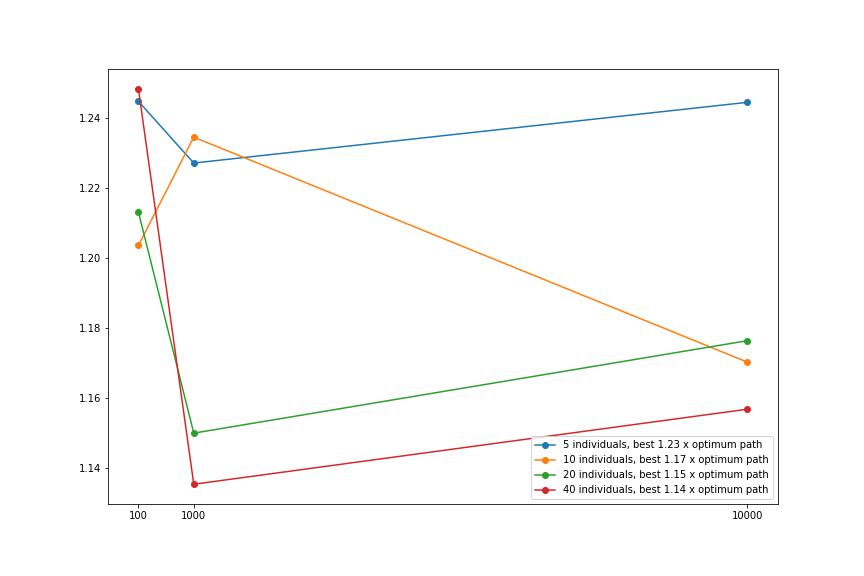 1.24
1.22
1.20
1.18
1.16
1.14
100
1000
10000
5 individuals, best 1.23 x optimum path
10 individuals, best 1.17 x optimum path
20 individuals, best 1.15 x optimum path
40 individuals, best 1.14 x optimum path